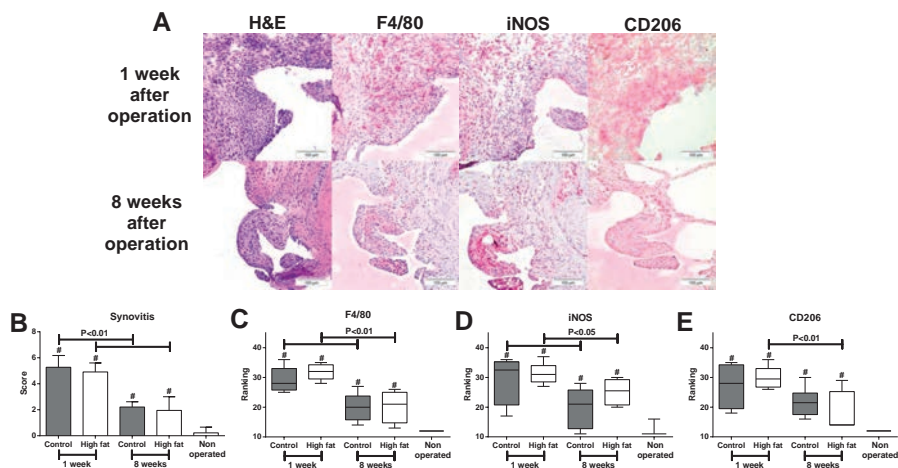 A
H&E F4/80 iNOS CD206
1 week
after
operation
8 weeks
after
operation
B
Synovitis
P<0.01
Score
8
6
4
2
0
# # # #
Control High fat Control High fat Non
operated
1 week 8 weeks
C
F4/80
P<0.01
Ranking
40
30
20
10
# # # #
Control High fat Control High fat Non
operated
1 week 8 weeks
D
iNOS
P<0.05
Ranking
40
30
20
10
# # # #
Control High fat Control High fat Non
operated
1 week 8 weeks
E
CD206
P<0.01
Ranking
40
30
20
10
# # # #
Control High fat Control High fat Non
operated
1 week 8 weeks